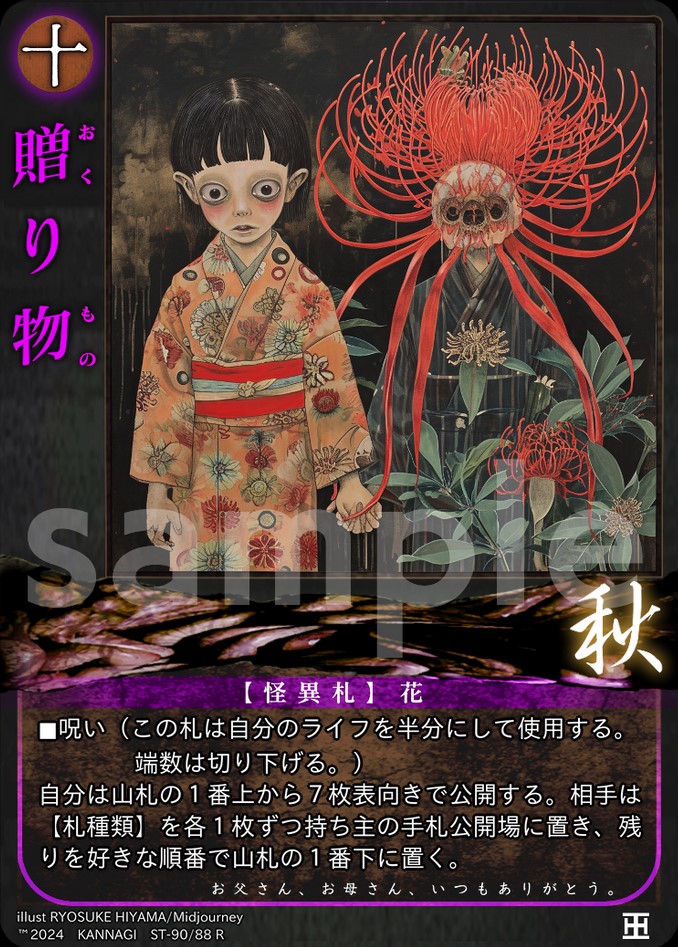 十
贈り物
おく
もの
sample
秋
【怪異札】花
■呪い（この札は自分のライフを半分にして使用する。
端数は切り下げる。）
自分は山札の１番上から７枚表向きで公開する。相手は
【札種類】を各１枚ずつ持ち主の手札公開場に置き、残
りを好きな順番で山札の１番下に置く。
お父さん、お母さん、いつもありがとう。
illust RYOSUKE HIYAMA/Midjourney
™2024 KANNAGI ST-90/88 R